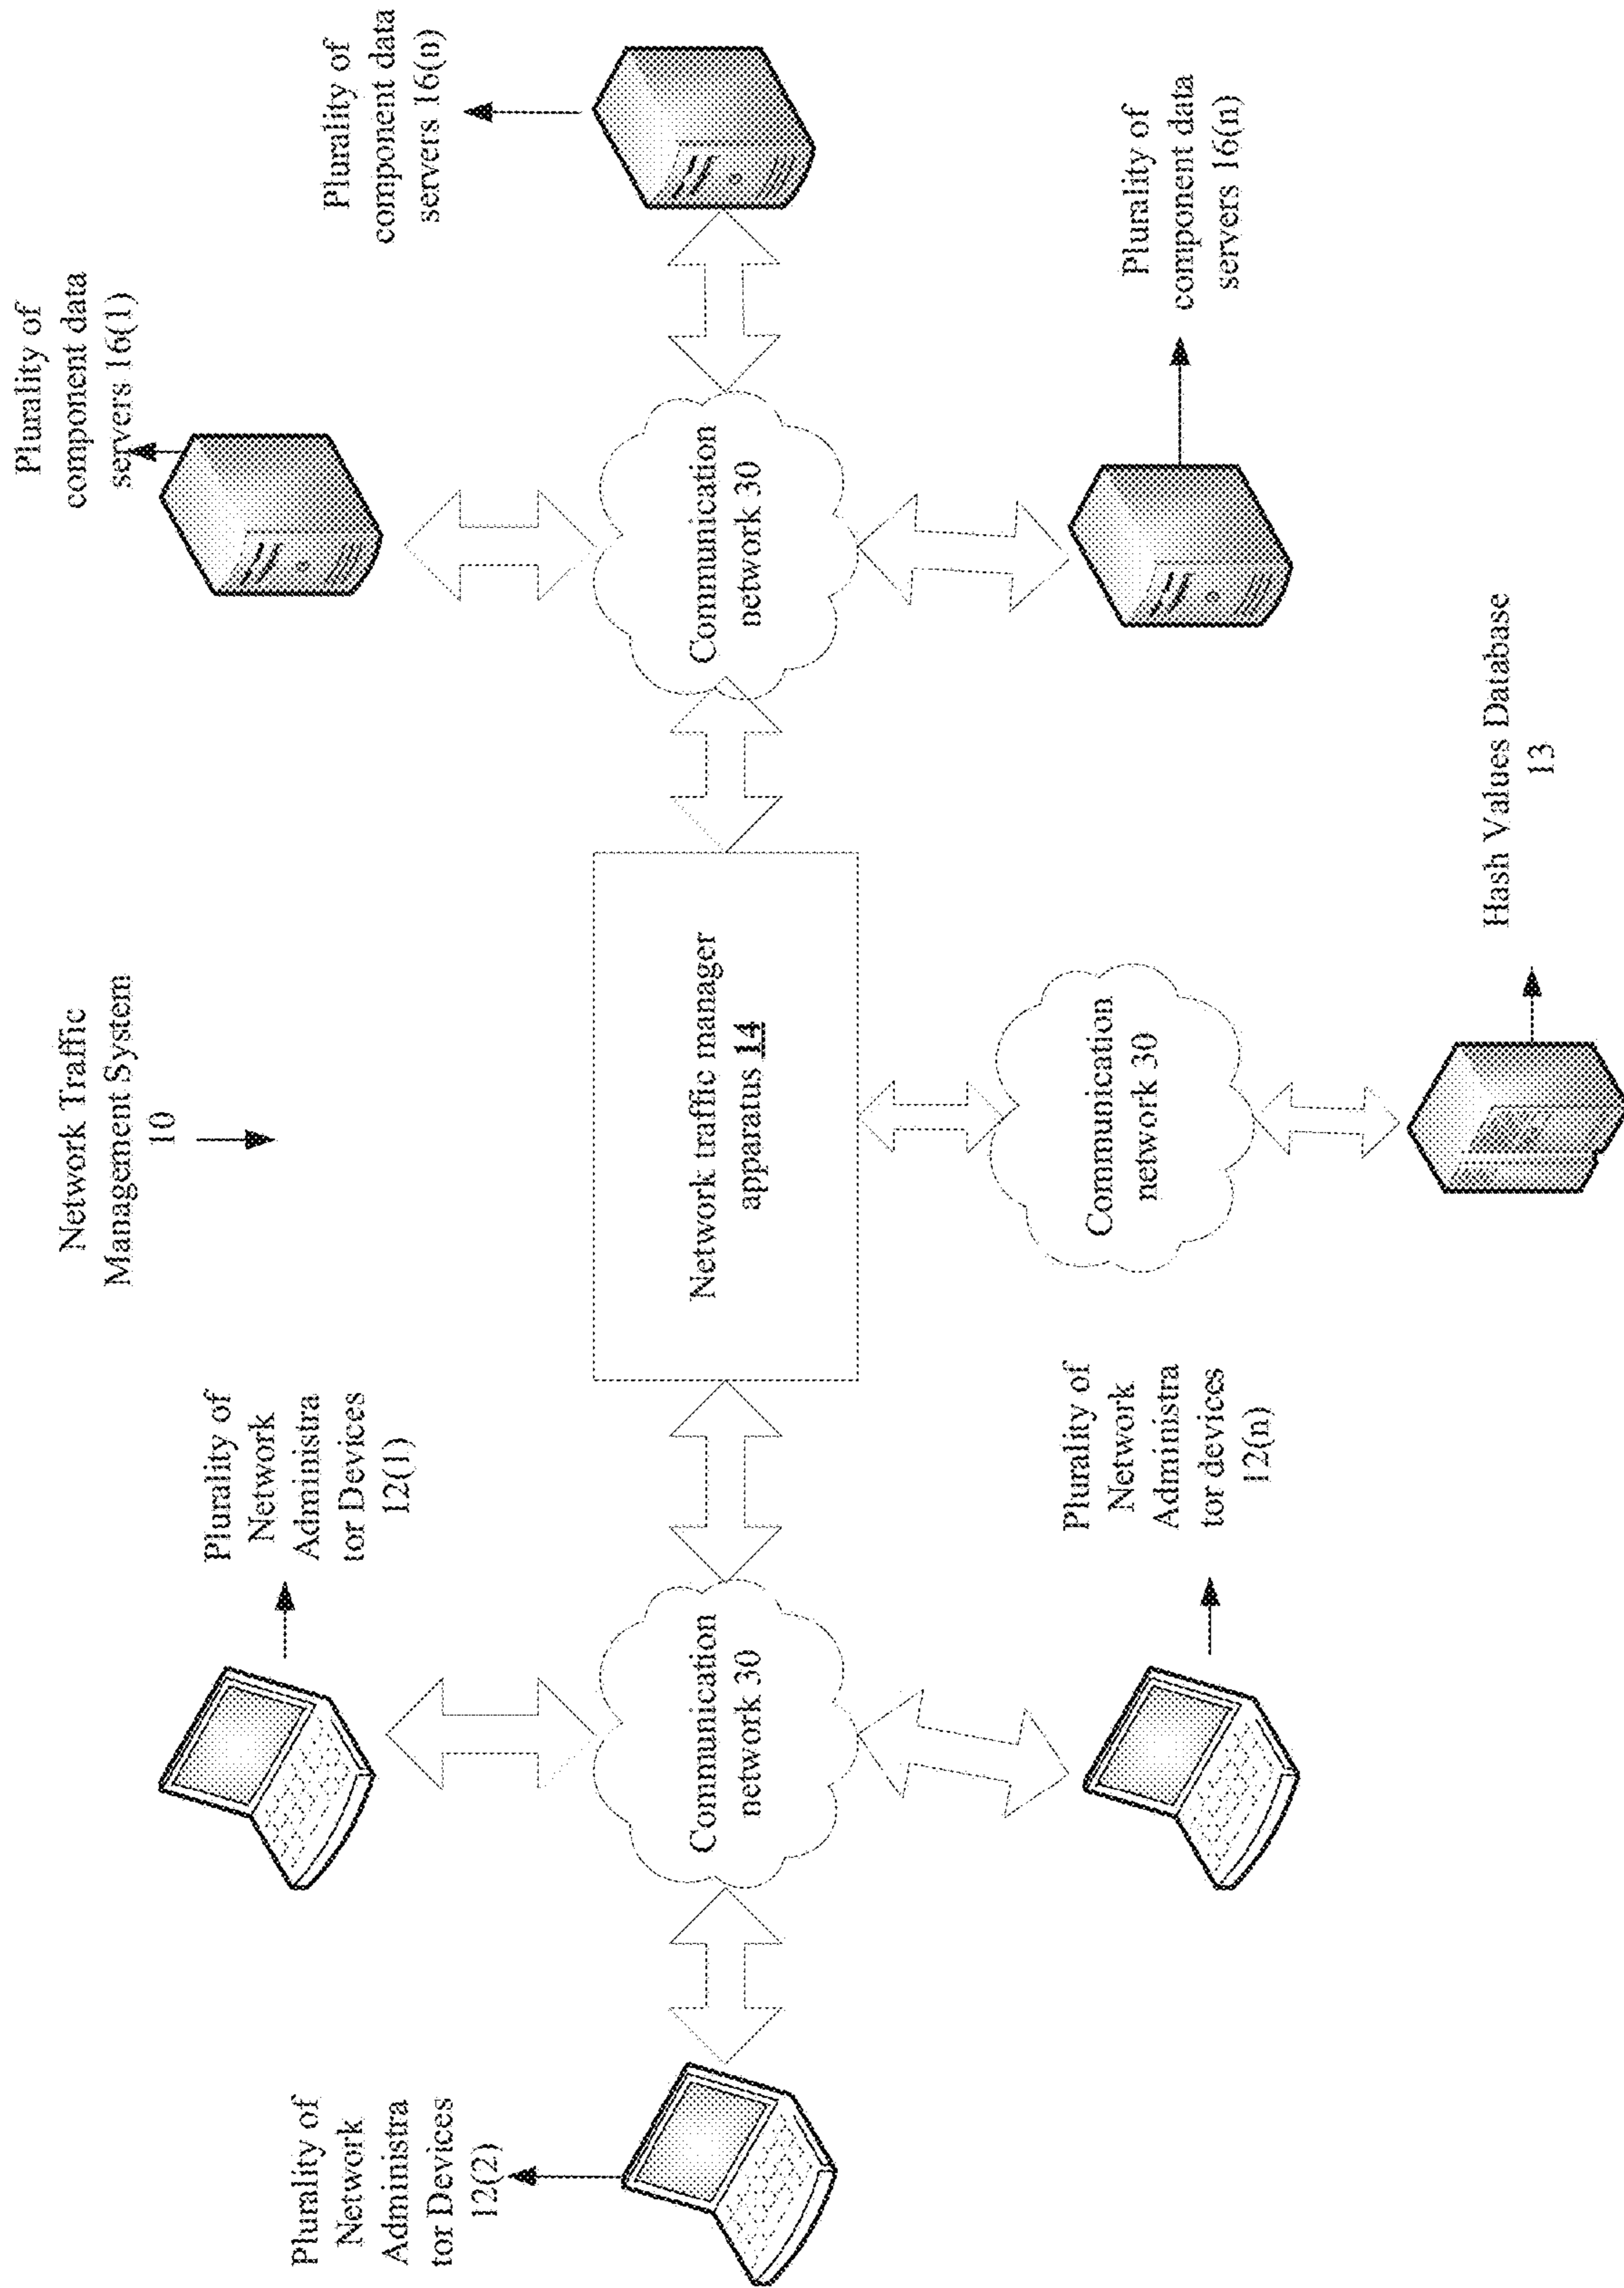 Network Traffic
Management System
10
Plurality of
Network
Administra
tor Devices
12(2)
Plurality of
Network
Administra
tor Devices
12(1)
Plurality of
component data
servers 16(1)
Plurality of
component data
servers 16(n)
Communication
network 30
Network traffic manager
apparatus 14
Communication
network 30
Plurality of
Network
Administra
tor devices
12(n)
Communication
network 30
Plurality of
component data
servers 16(n)
Hash Values Database
13